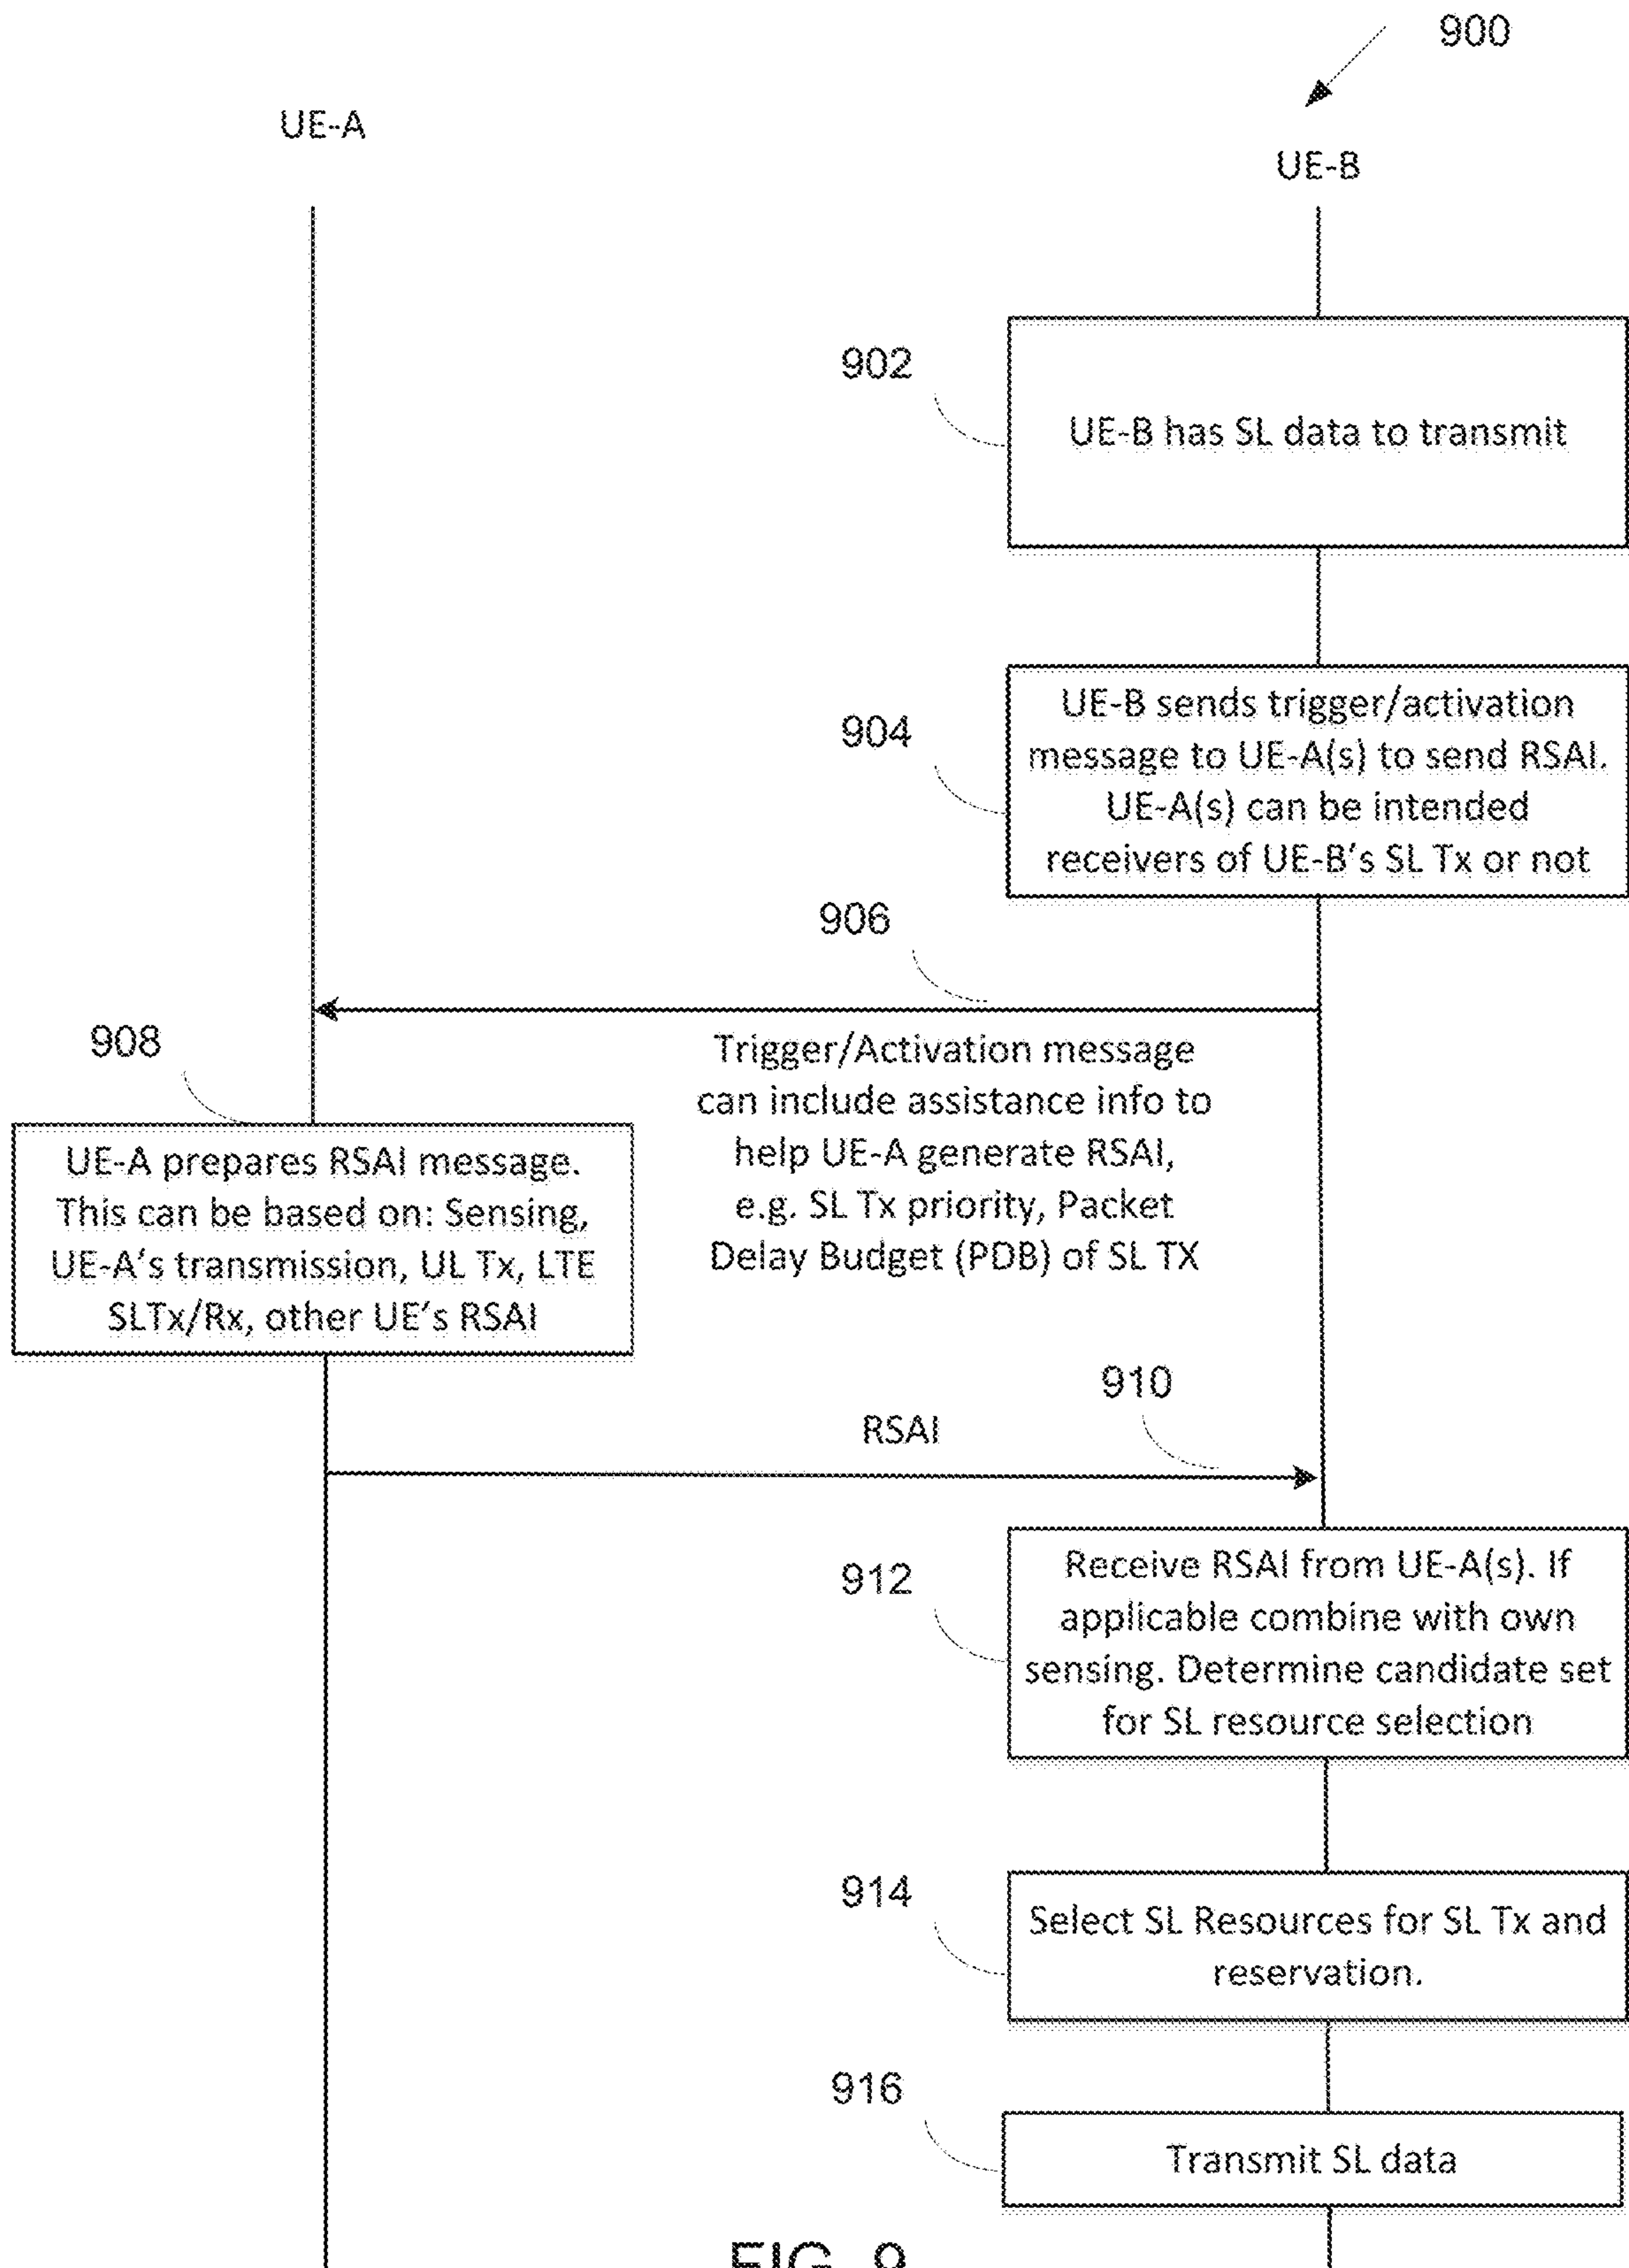 900
UE-A
UE-B
902
UE-B has SL data to transmit
904
UE-B sends trigger/activation
message to UE-A(s) to send RSAI.
UE-A(s) can be intended
receivers of UE-B's SL Tx or not
906
Trigger/Activation message
can include assistance info to
help UE-A generate RSAI,
e.g. SL Tx priority, Packet
Delay Budget (PDB) of SL TX
908
UE-A prepares RSAI message.
This can be based on: Sensing,
UE-A's transmission, UL Tx, LTE
SLTx/Rx, other UE's RSAI
910
RSAI
912
Receive RSAI from UE-A(s). If
applicable combine with own
sensing. Determine candidate set
for SL resource selection
914
Select SL Resources for SL Tx and
reservation.
916
Transmit SL data
FIG. 9